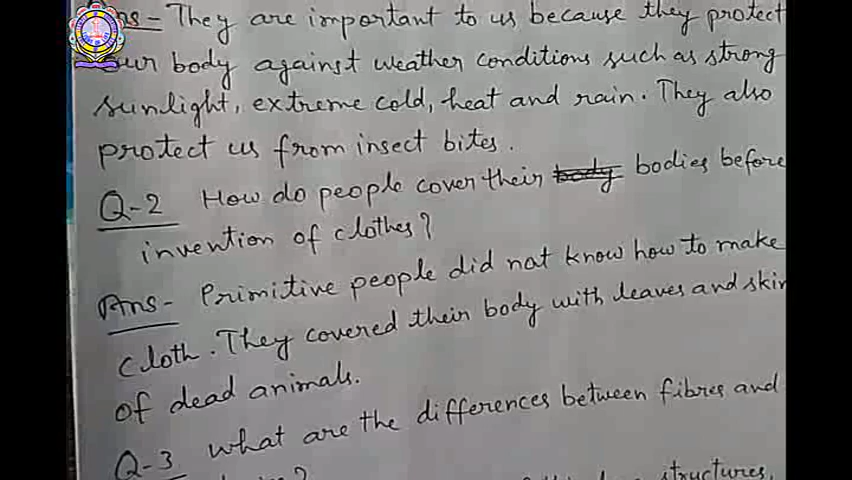 Ans - They are important to us because they protect
our body against weather conditions such as strong
sunlight, extreme cold, heat and rain. They also
protect us from insect bites.
Q-2 How do people cover their body bodies before
invention of clothes?
Ans - Primitive people did not know how to make
cloth. They covered their body with leaves and skin
of dead animals.
Q-3 What are the differences between fibres and
structures,